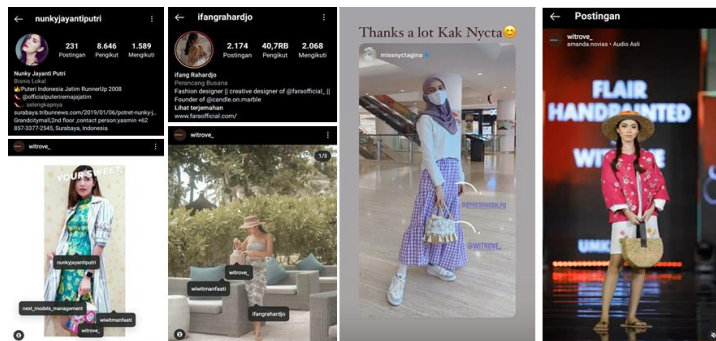 nunkyjayantiputri
231 8.646 1.589
Postingan Pengikut Mengikuti
Nunky Jayanti Putri
Bisnis Lokal
Puteri Indonesia Jatim RunnerUp 2008
@officialputerimajajatim
... selengkapnya
surabaya.tribunnews.com/2019/01/06/potret-nunky-j..
Grandcitymall,2nd floor ,contact person:yasmin +62
857-3377-2545, Surabaya, Indonesia
witrove_
YOUR SWEET
nunkyjayantiputri
next_models_management
wiwitmanfaati
witrove_
ifangrahardjo
2.174 40,7RB 2.068
Postingan Pengikut Mengikuti
ifang Rahardjo
Perancang Busana
Fashion designer || creative designer of @faraofficial_ ||
Founder of @candle.on.marble
Lihat terjemahan
www.faraofficial.com/
witrove_
1/3
witrove_
wiwitmanfaati
ifangrahardjo
Thanks a lot Kak Nycta😊
missnyctagina
@WITROVE_
Postingan
witrove_
amanda.novias • Audio Asli
FLAIR
HANDPAINTED
UMK